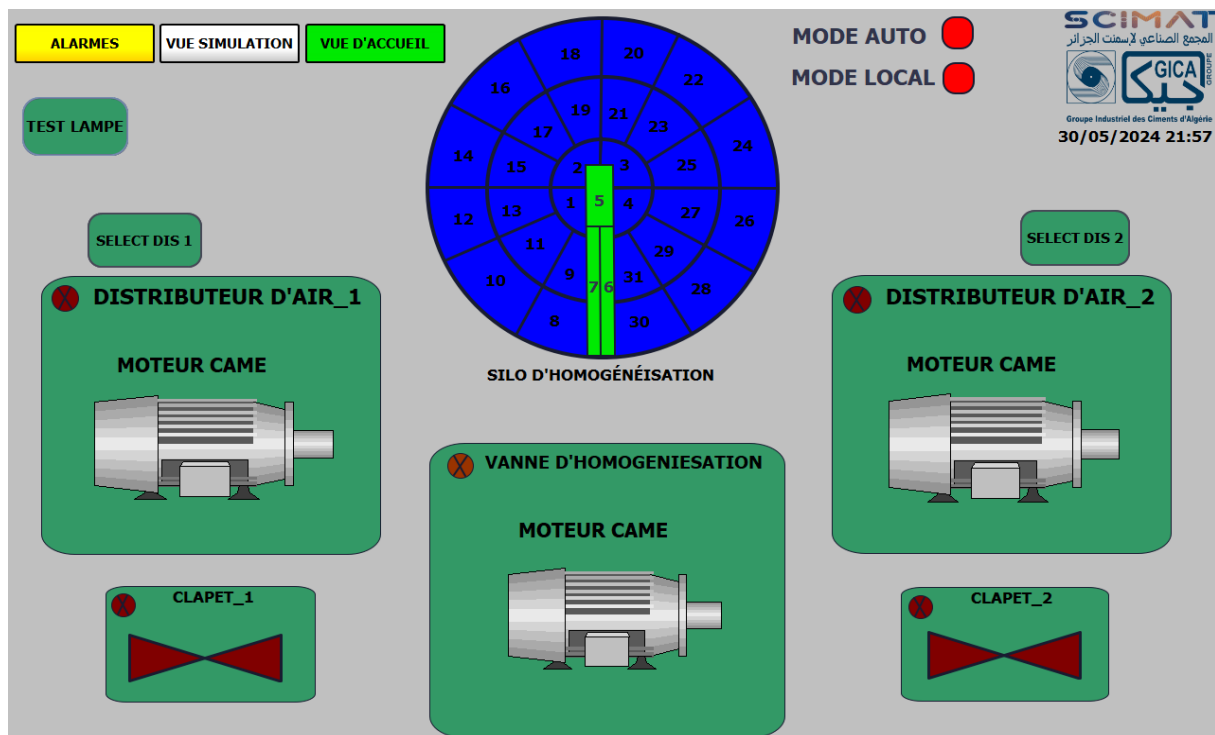 ALARMES
VUE SIMULATION
VUE D'ACCUEIL
MODE AUTO
MODE LOCAL
SCIMAT
المجمع الصناعي لإسمنت الجزائر
GICA
جيكا
GROUPE
Groupe Industriel des Ciments d'Algérie
30/05/2024 21:57
TEST LAMPE
18
20
16
22
19
21
17
23
14
24
15
2
3
25
5
1
4
12
13
27
26
11
29
10
9
7
6
31
28
8
30
SILO D'HOMOGÉNÉISATION
SELECT DIS 1
SELECT DIS 2
DISTRIBUTEUR D'AIR_1
MOTEUR CAME
DISTRIBUTEUR D'AIR_2
MOTEUR CAME
VANNE D'HOMOGENIESATION
MOTEUR CAME
CLAPET_1
CLAPET_2